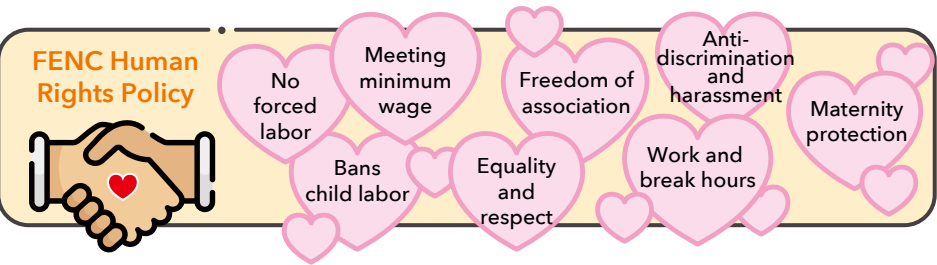 FENC Human
Rights Policy
No
forced
labor
Meeting
minimum
wage
Freedom of
association
Anti-
discrimination
and
harassment
Maternity
protection
Bans
child labor
Equality
and
respect
Work and
break hours